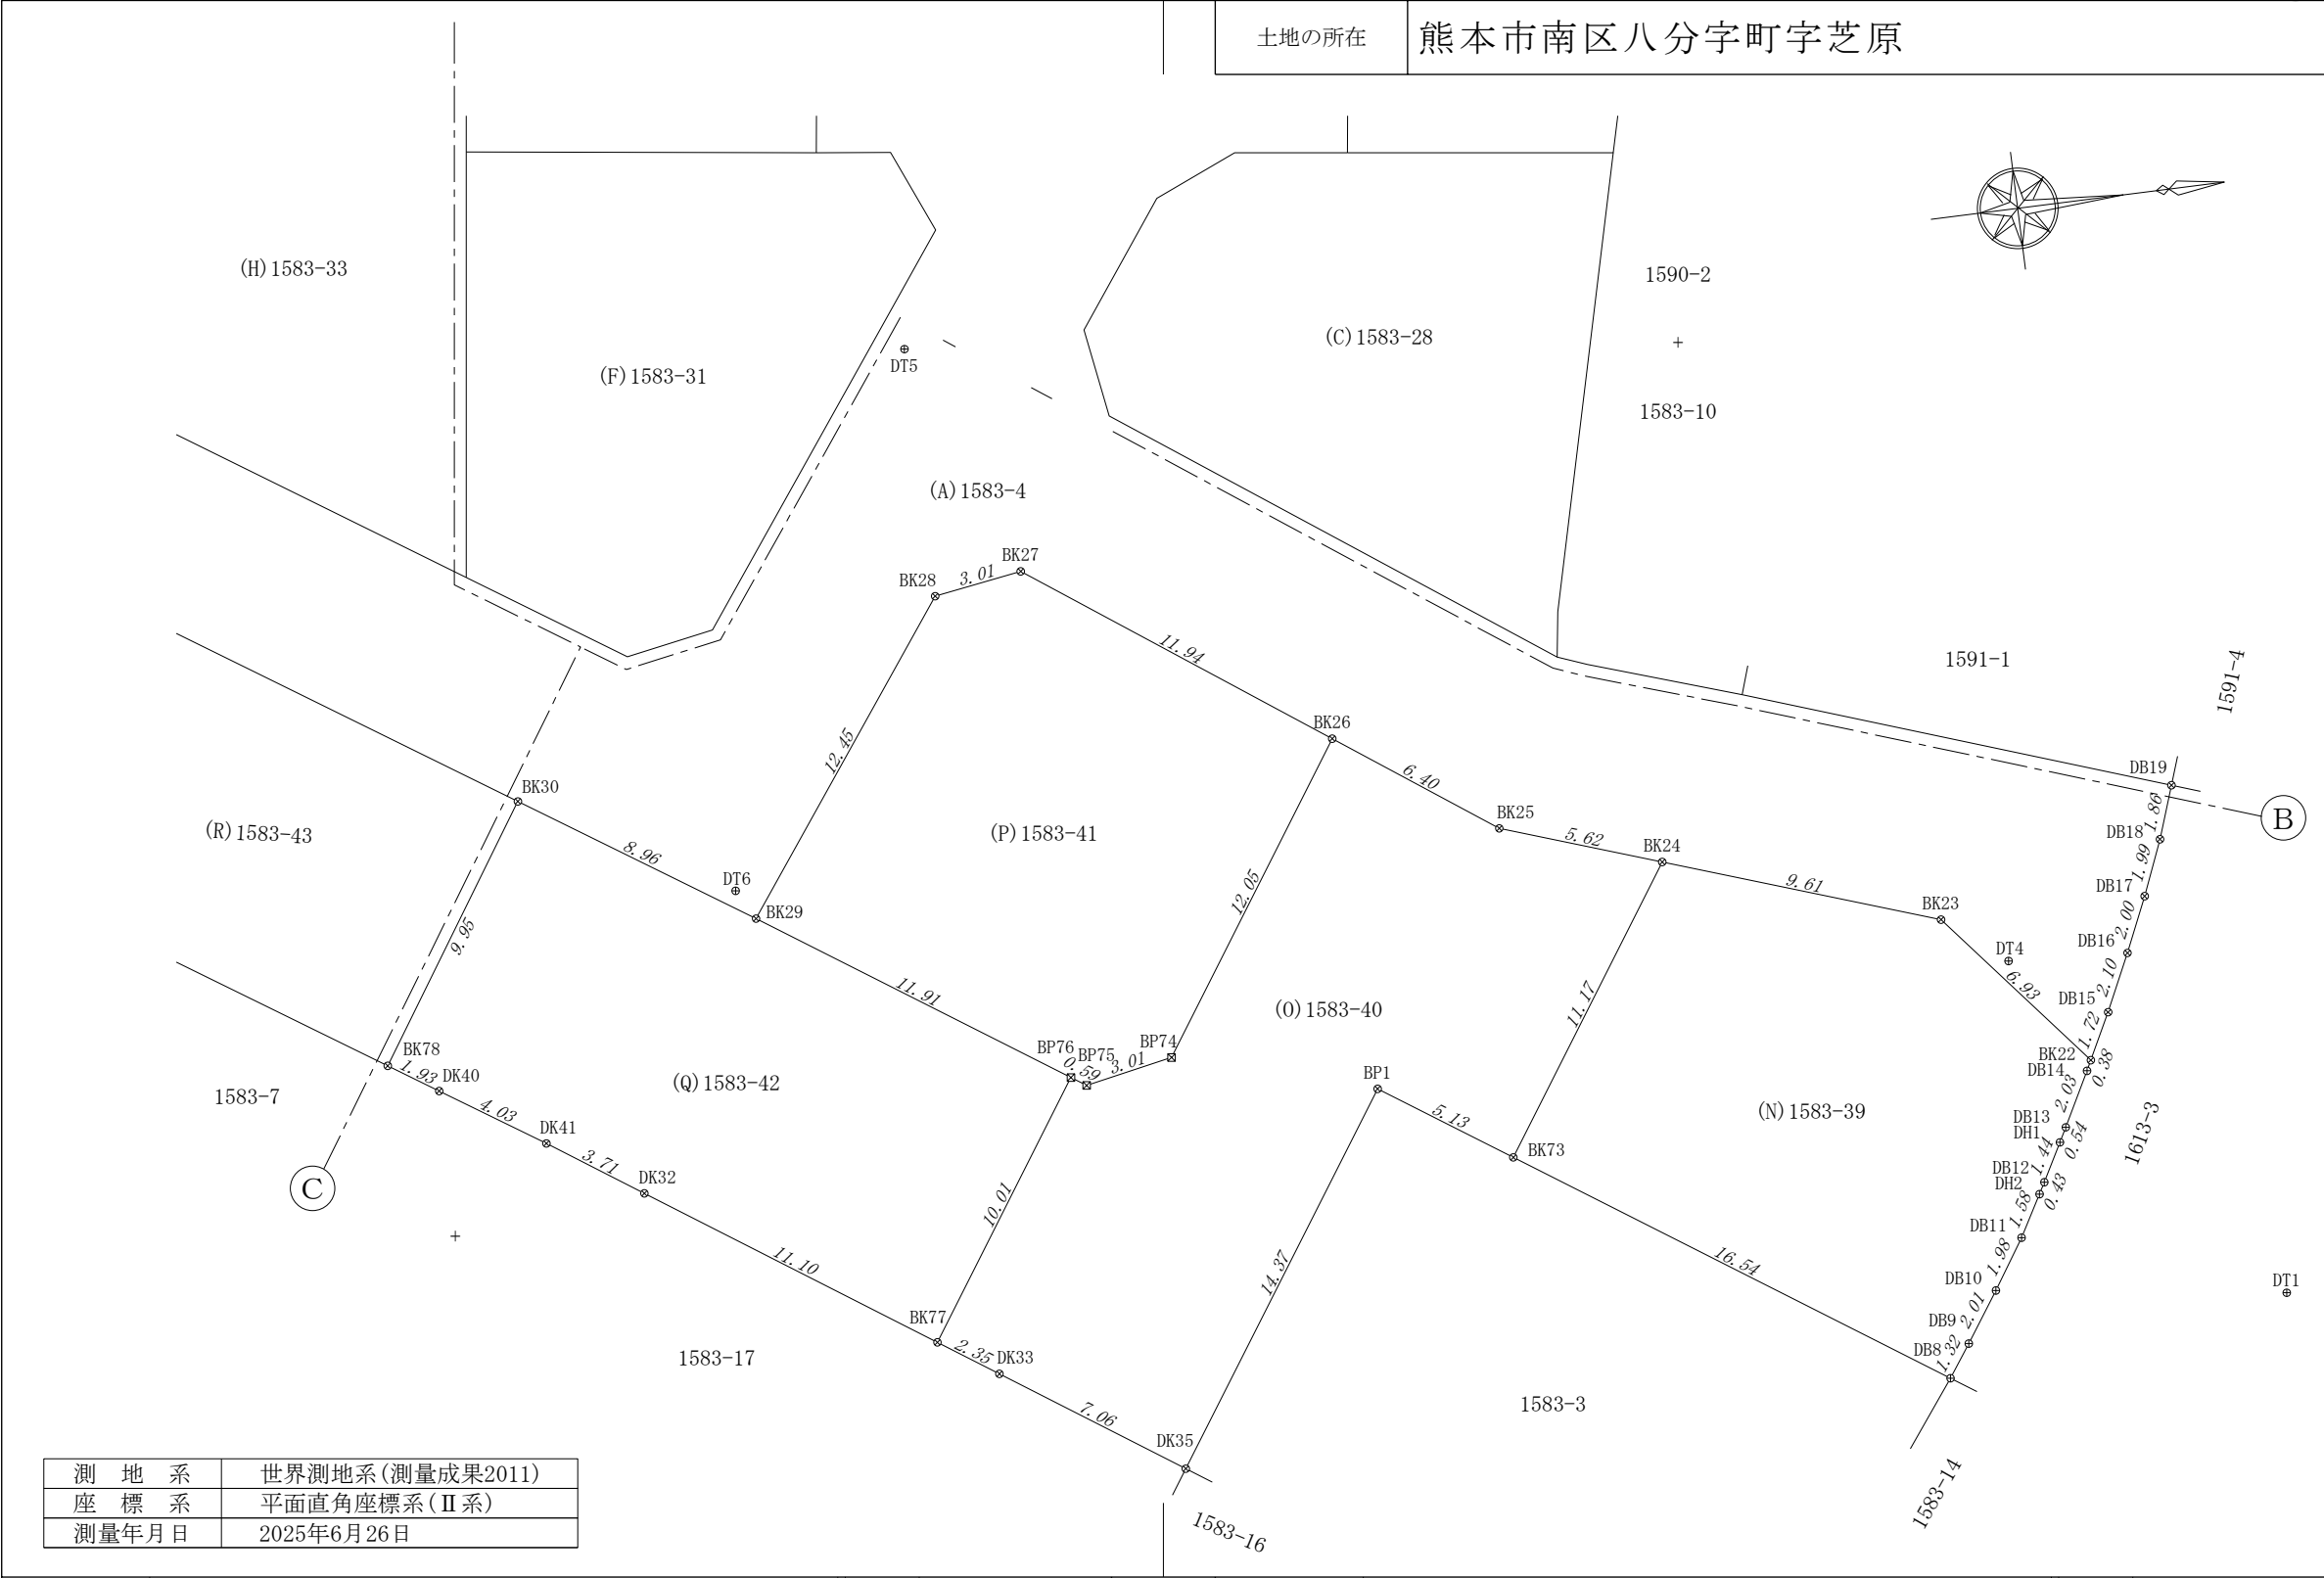 土地の所在 熊本市南区八分字町字芝原
(H)1583-33
1590-2
(C)1583-28
DT5
(F)1583-31
1583-10
(A)1583-4
BK27
BK28 3.01
11.94
1591-1
1591-4
BK26
12.45
DB19
6.40
BK30
1.86
BK25
B
(R)1583-43
(P)1583-41
5.62
DB18
BK24
8.96
1.99
DT6
9.61
DB17
12.05
BK29
BK23
2.00
9.95
DB16
DT4
2.10
6.93
11.91
DB15
11.17
(O)1583-40
1.72
BP76 BP75 3.01 BP74
0.59
BK78
BK22
0.38
DB14
1.93 DK40
BP1
(Q)1583-42
1583-7
2.03
4.03
5.13
(N)1583-39
DB13
DH1
0.54
1613-3
DK41
BK73
1.44
3.71
DB12
DK32
DH2
0.43
C
10.01
1.58
DB11
11.10
14.37
16.54
1.98
DB10
DT1
2.01
BK77
DB9
2.35 DK33
1583-17
DB8
1.32
7.06
1583-3
DK35
測地系 世界測地系(測量成果2011)
座標系 平面直角座標系(Ⅱ系)
測量年月日 2025年6月26日
1583-16
1583-14